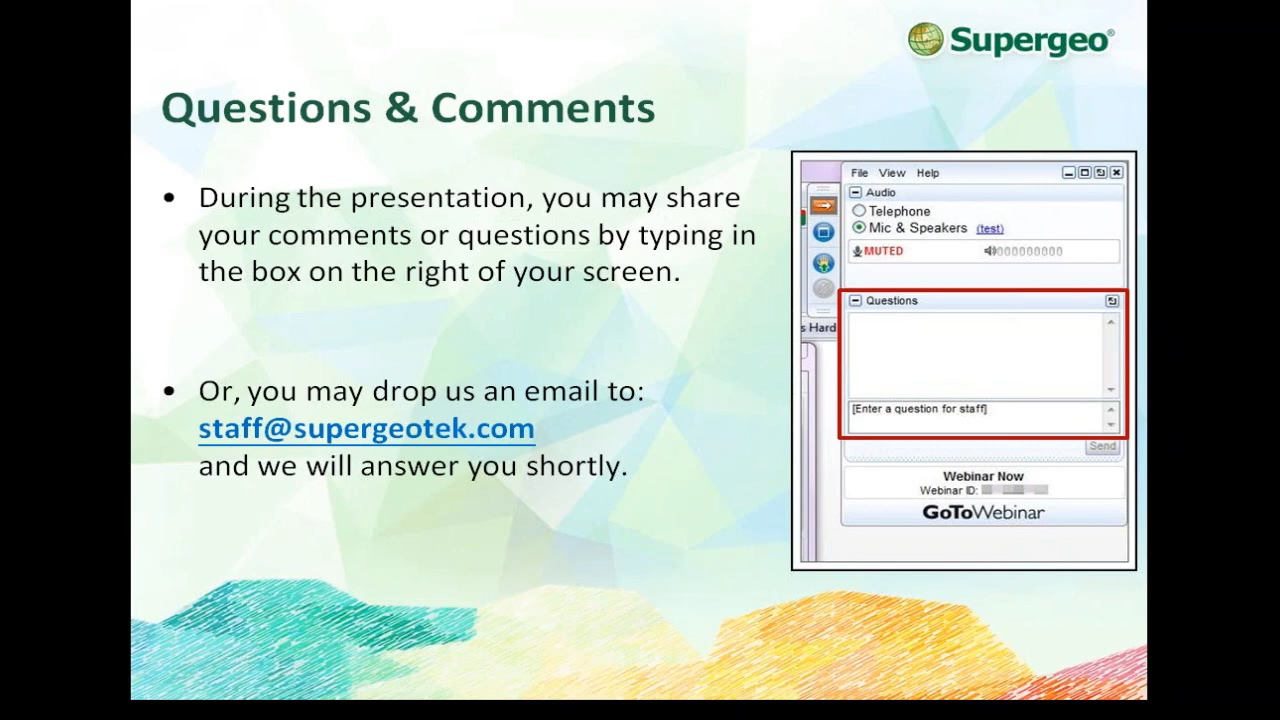 Supergeo®
Questions & Comments
• During the presentation, you may share
your comments or questions by typing in
the box on the right of your screen.
• Or, you may drop us an email to:
staff@supergeotek.com
and we will answer you shortly.
File View Help
Audio
Telephone
Mic & Speakers (test)
MUTED 000000000
Questions
s Hard
[Enter a question for staff]
Send
Webinar Now
Webinar ID:
GoToWebinar